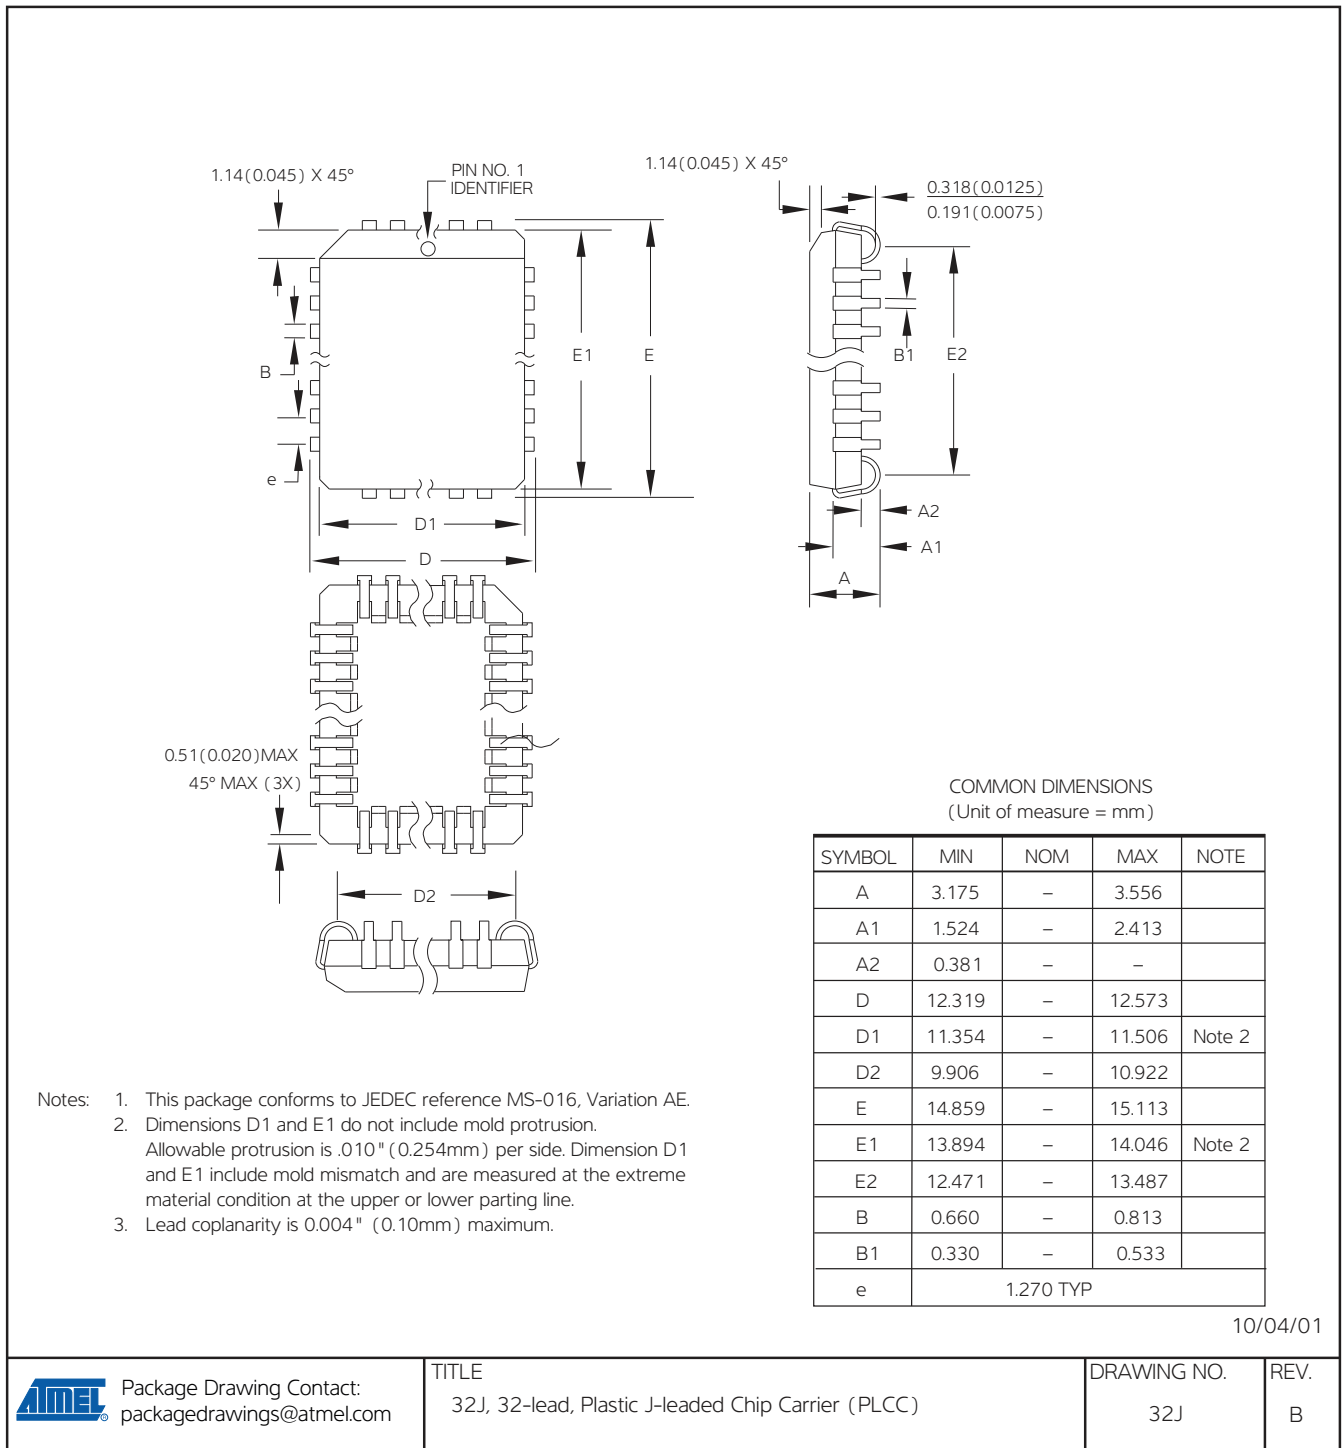 1.14(0.045) X 45°
PIN NO. 1
IDENTIFIER
1.14(0.045) X 45°
0.318(0.0125)
0.191(0.0075)
B
e
E1
E
B1
E2
D1
D
A2
A1
A
0.51(0.020)MAX
45° MAX (3X)
D2
COMMON DIMENSIONS
(Unit of measure = mm)
SYMBOL MIN NOM MAX NOTE
A 3.175 – 3.556
A1 1.524 – 2.413
A2 0.381 – –
D 12.319 – 12.573
D1 11.354 – 11.506 Note 2
D2 9.906 – 10.922
E 14.859 – 15.113
E1 13.894 – 14.046 Note 2
E2 12.471 – 13.487
B 0.660 – 0.813
B1 0.330 – 0.533
e 1.270 TYP
Notes: 1. This package conforms to JEDEC reference MS-016, Variation AE.
2. Dimensions D1 and E1 do not include mold protrusion.
Allowable protrusion is .010"(0.254mm) per side. Dimension D1
and E1 include mold mismatch and are measured at the extreme
material condition at the upper or lower parting line.
3. Lead coplanarity is 0.004" (0.10mm) maximum.
10/04/01
ATMEL ®
Package Drawing Contact:
packagedrawings@atmel.com
TITLE
32J, 32-lead, Plastic J-leaded Chip Carrier (PLCC)
DRAWING NO.
32J
REV.
B